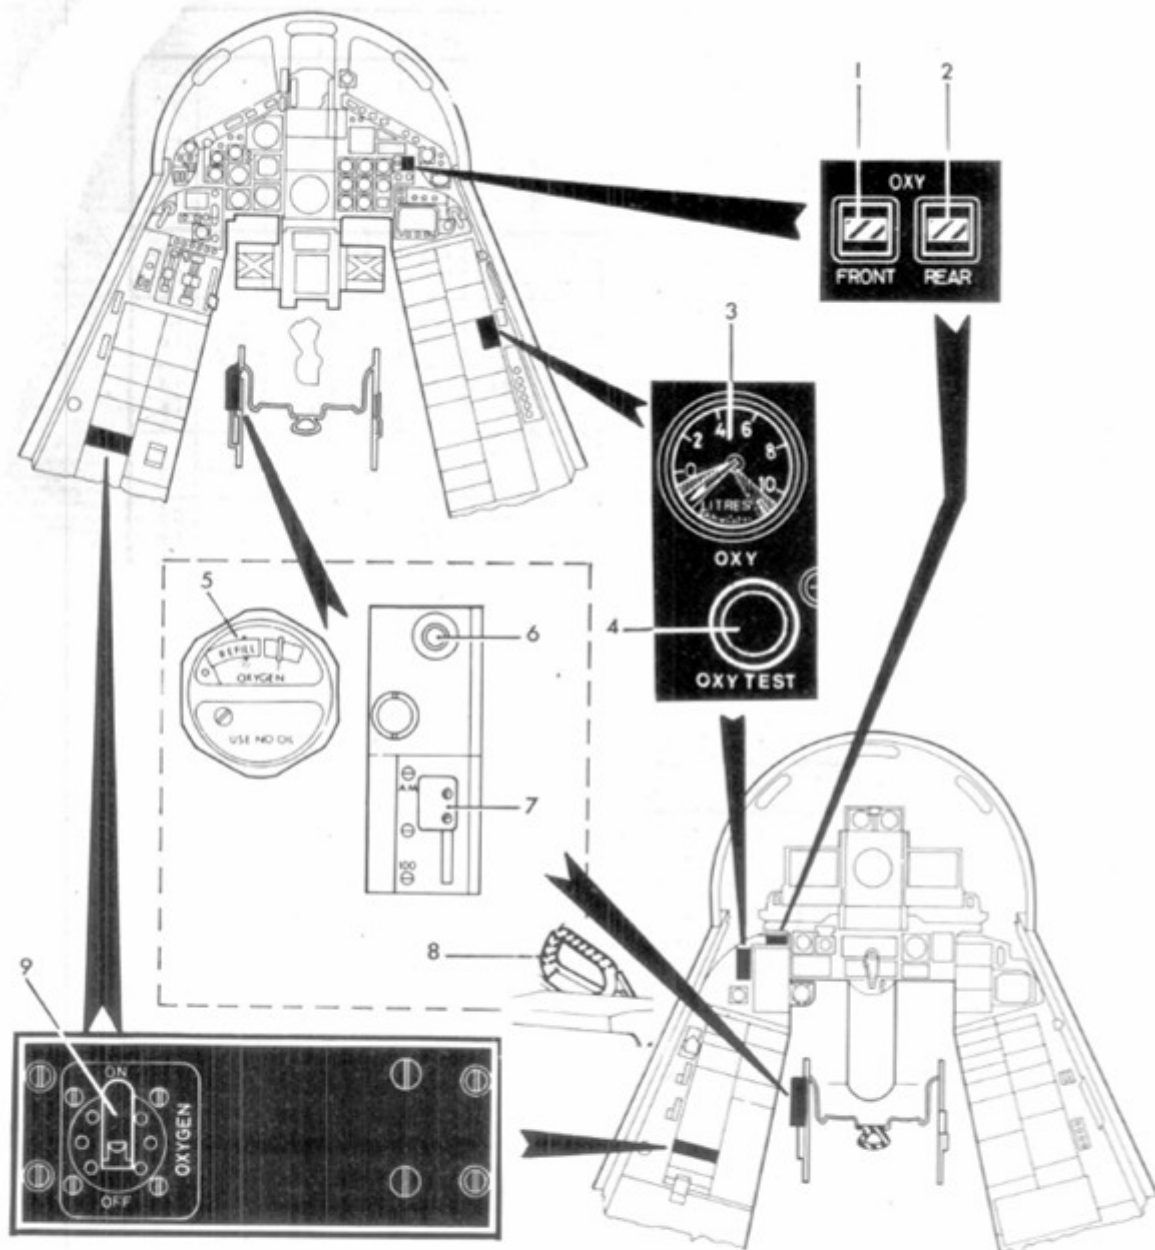 1 2
OXY
FRONT REAR
3
0 2 4 6 8 10
LITRES
OXY
4
OXY TEST
5
REFILL
OXYGEN
USE NO OIL
6
AM
100
7
8
9
ON
OXYGEN
OFF